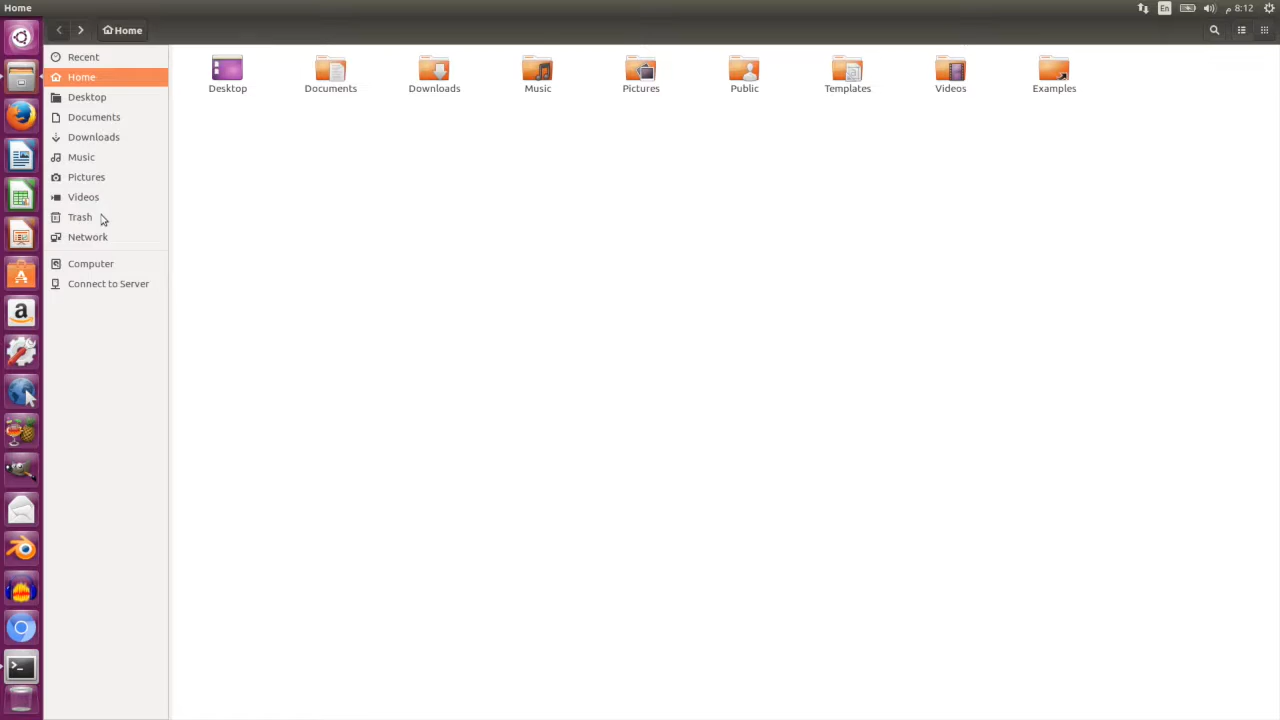 Home
En
8:12 م
Home
Recent
Home
Desktop
Documents
Downloads
Music
Pictures
Videos
Trash
Network
Computer
Connect to Server
Desktop
Documents
Downloads
Music
Pictures
Public
Templates
Videos
Examples